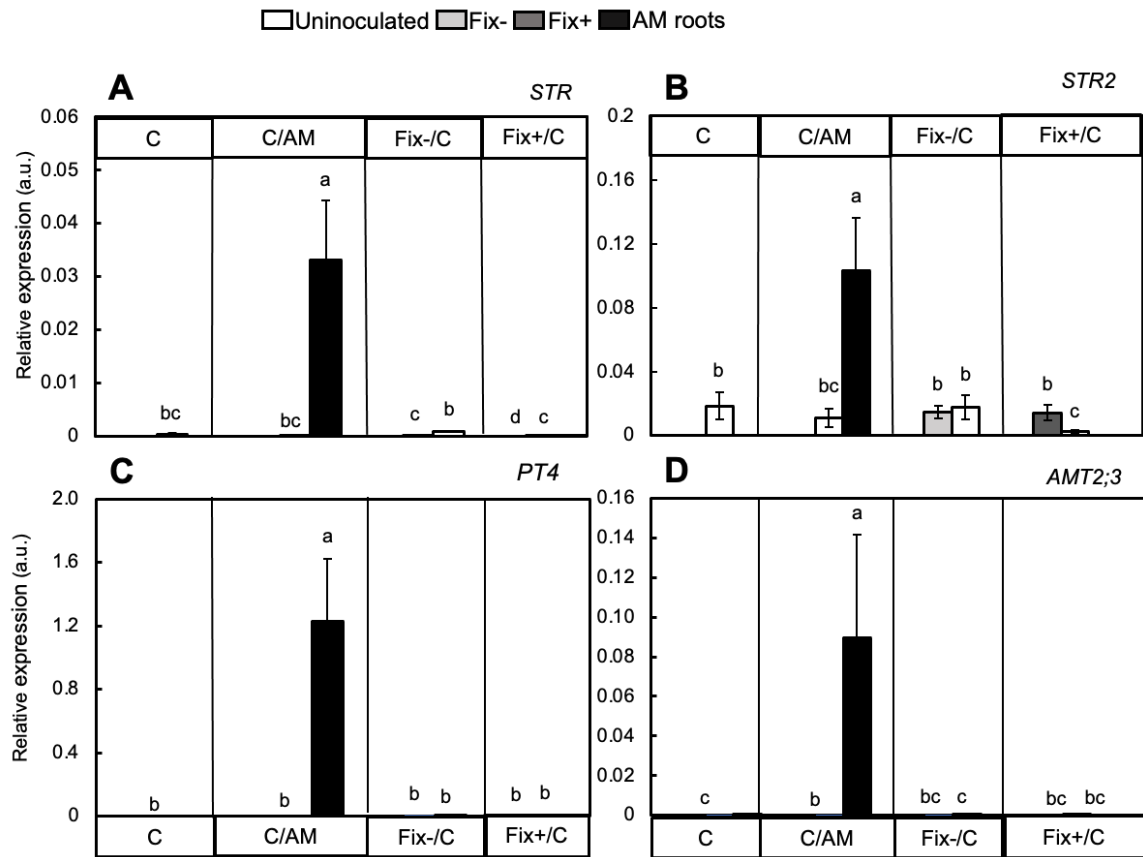 Uninoculated Fix- Fix+ AM roots
A STR
B STR2
0.06
0.05
0.04
0.03
0.02
0.01
0
Relative expression (a.u.)
C C/AM Fix-/C Fix+/C
bc bc a c b d c
0.2
0.16
0.12
0.08
0.04
0
C C/AM Fix-/C Fix+/C
b bc a b b b c
C PT4
D AMT2;3
2.0
1.6
1.2
0.8
0.4
0
Relative expression (a.u.)
b b a b b b b
C C/AM Fix-/C Fix+/C
0.16
0.14
0.12
0.10
0.08
0.06
0.04
0.02
0
c b a bc c bc bc
C C/AM Fix-/C Fix+/C